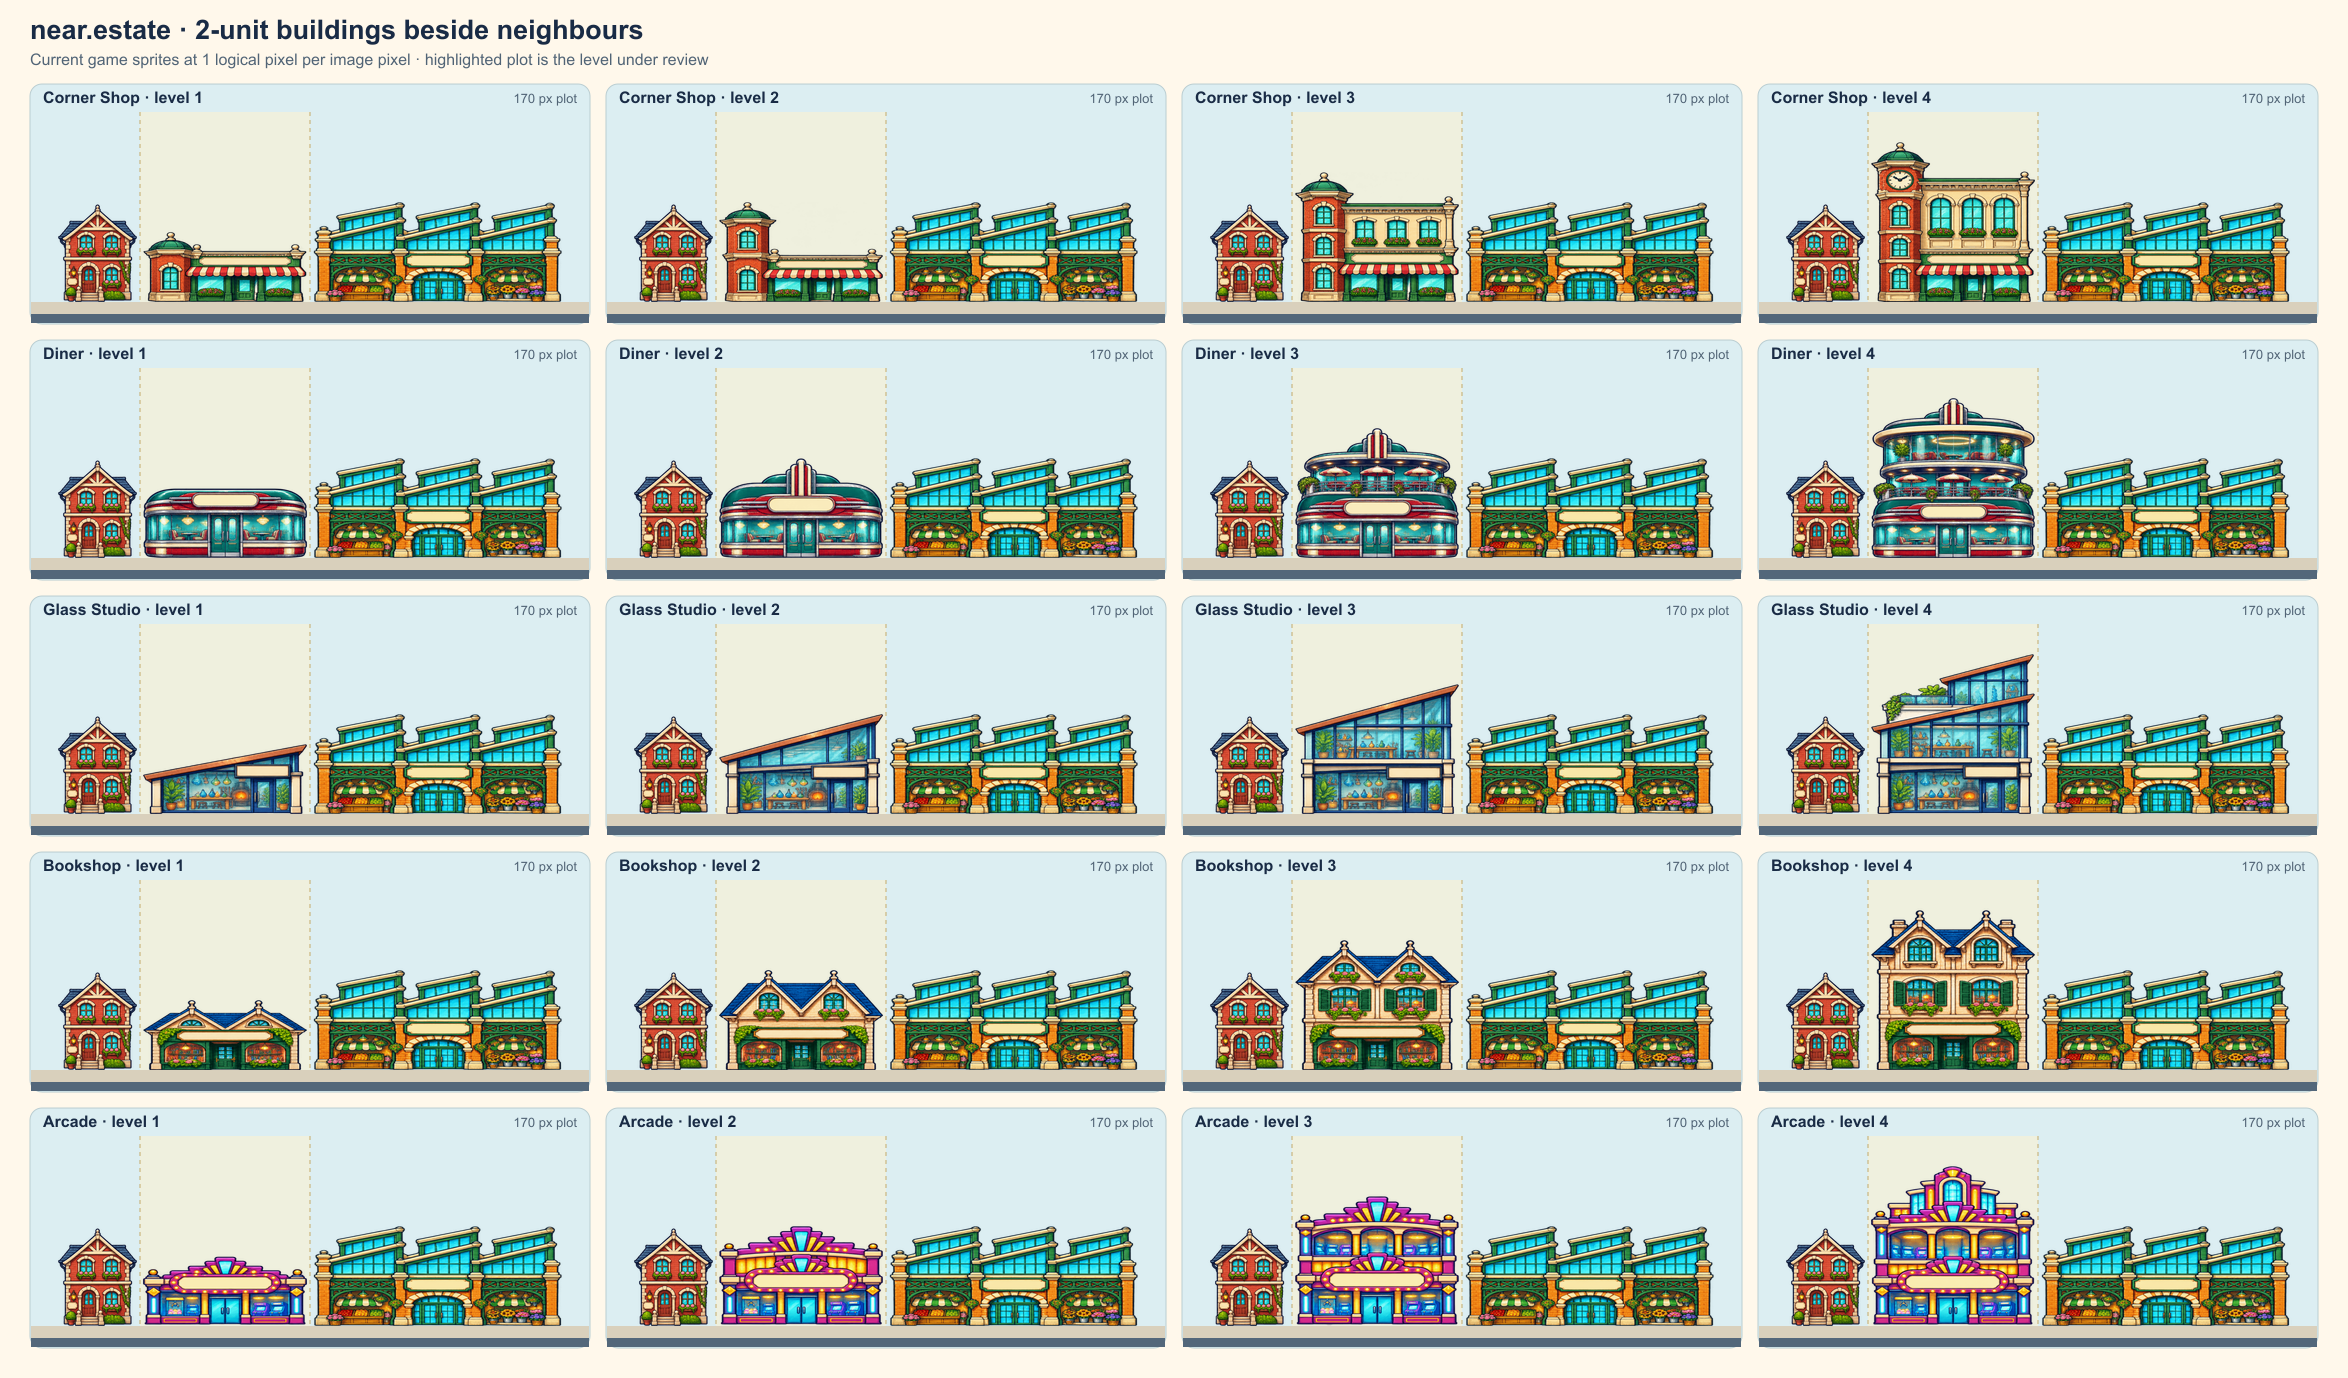 near.estate · 2-unit buildings beside neighbours
Current game sprites at 1 logical pixel per image pixel · highlighted plot is the level under review
Corner Shop · level 1
170 px plot
Corner Shop · level 2
170 px plot
Corner Shop · level 3
170 px plot
Corner Shop · level 4
170 px plot
Diner · level 1
170 px plot
Diner · level 2
170 px plot
Diner · level 3
170 px plot
Diner · level 4
170 px plot
Glass Studio · level 1
170 px plot
Glass Studio · level 2
170 px plot
Glass Studio · level 3
170 px plot
Glass Studio · level 4
170 px plot
Bookshop · level 1
170 px plot
Bookshop · level 2
170 px plot
Bookshop · level 3
170 px plot
Bookshop · level 4
170 px plot
Arcade · level 1
170 px plot
Arcade · level 2
170 px plot
Arcade · level 3
170 px plot
Arcade · level 4
170 px plot